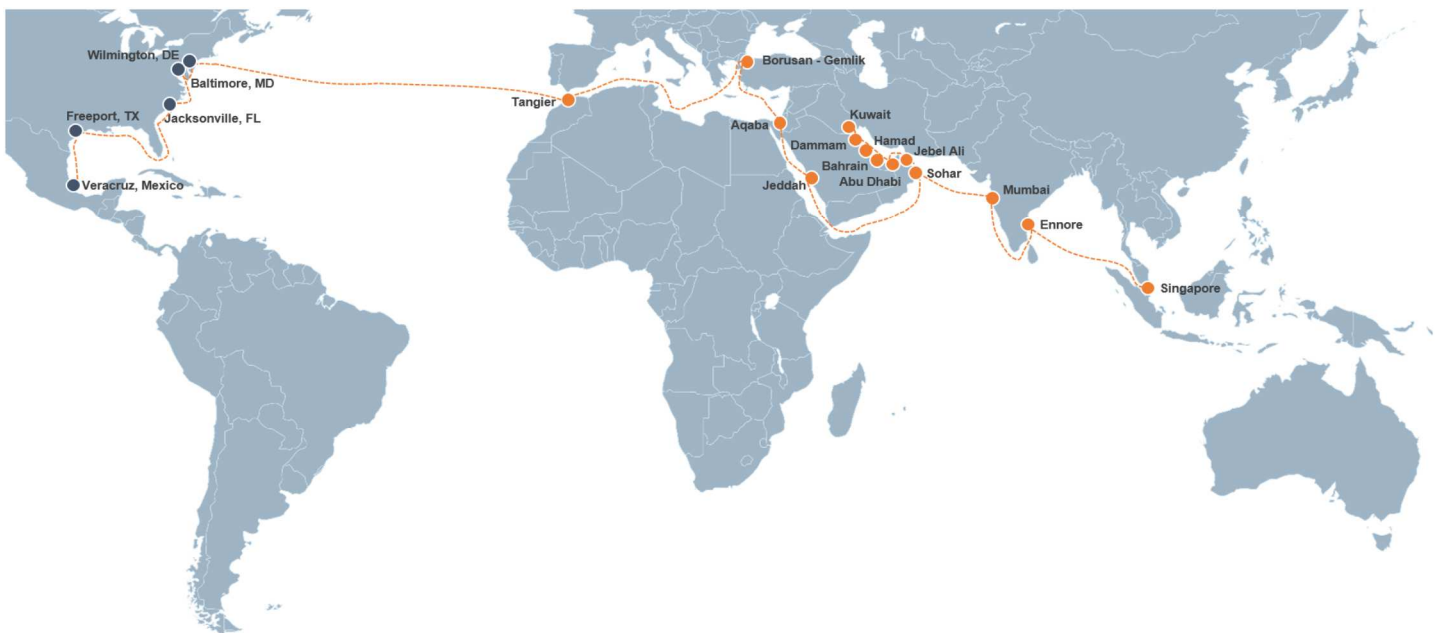 Wilmington, DE
Baltimore, MD
Jacksonville, FL
Freeport, TX
Veracruz, Mexico
Tangier
Borusan - Gemlik
Aqaba
Jeddah
Kuwait
Dammam
Hamad
Bahrain
Jebel Ali
Abu Dhabi
Sohar
Mumbai
Ennore
Singapore